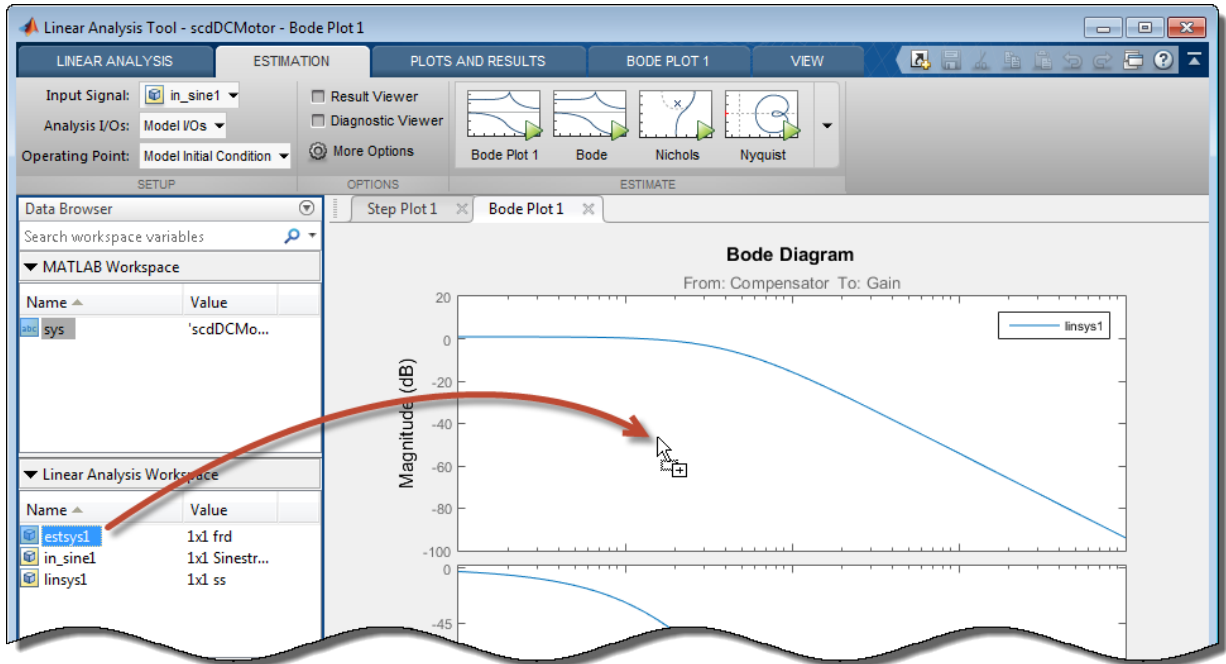 Linear Analysis Tool - scdDCMotor - Bode Plot 1
LINEAR ANALYSIS ESTIMATION PLOTS AND RESULTS BODE PLOT 1 VIEW
Input Signal: in_sine1
Analysis I/Os: Model I/Os
Operating Point: Model Initial Condition
SETUP
Result Viewer
Diagnostic Viewer
More Options
OPTIONS
Bode Plot 1 Bode Nichols Nyquist
ESTIMATE
Data Browser
Search workspace variables
MATLAB Workspace
Name Value
abc sys 'scdDCMo...
Linear Analysis Workspace
Name Value
estsys1 1x1 frd
in_sine1 1x1 Sinestr...
linsys1 1x1 ss
Step Plot 1 Bode Plot 1
Bode Diagram
From: Compensator To: Gain
linsys1
Magnitude (dB)
20
0
-20
-40
-60
-80
-100
0
-45